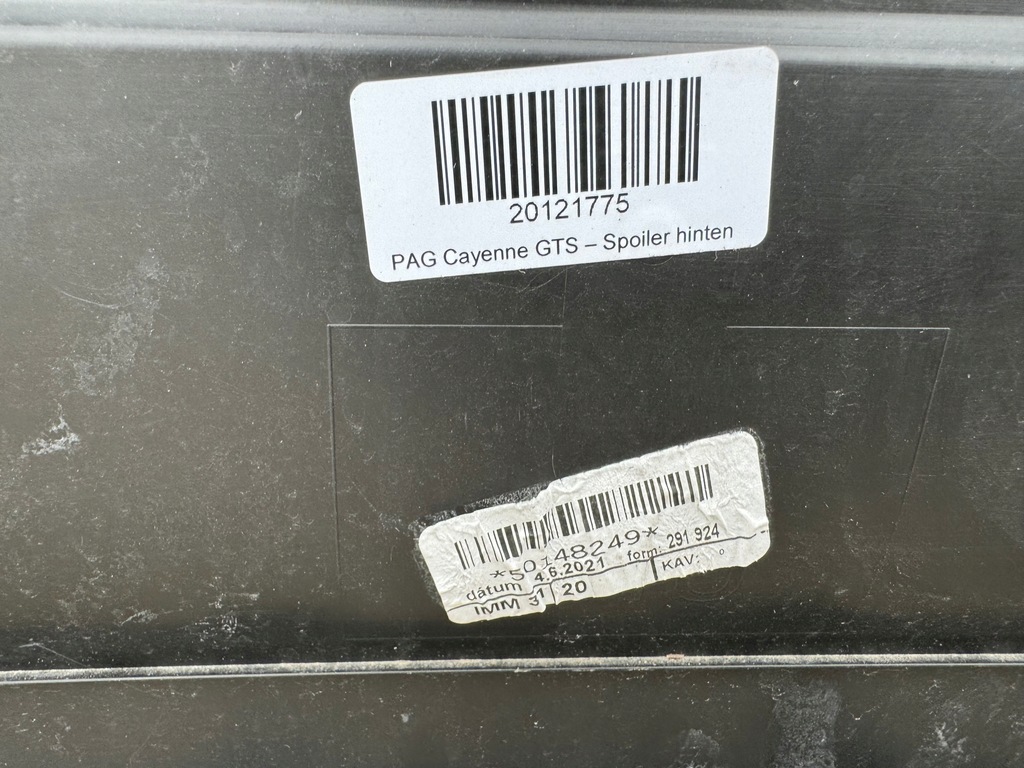 20121775
PAG Cayenne GTS – Spoiler hinten
*50148249*
dátum 4.6.2021 form: 291 924
IMM 31 20 KAV: